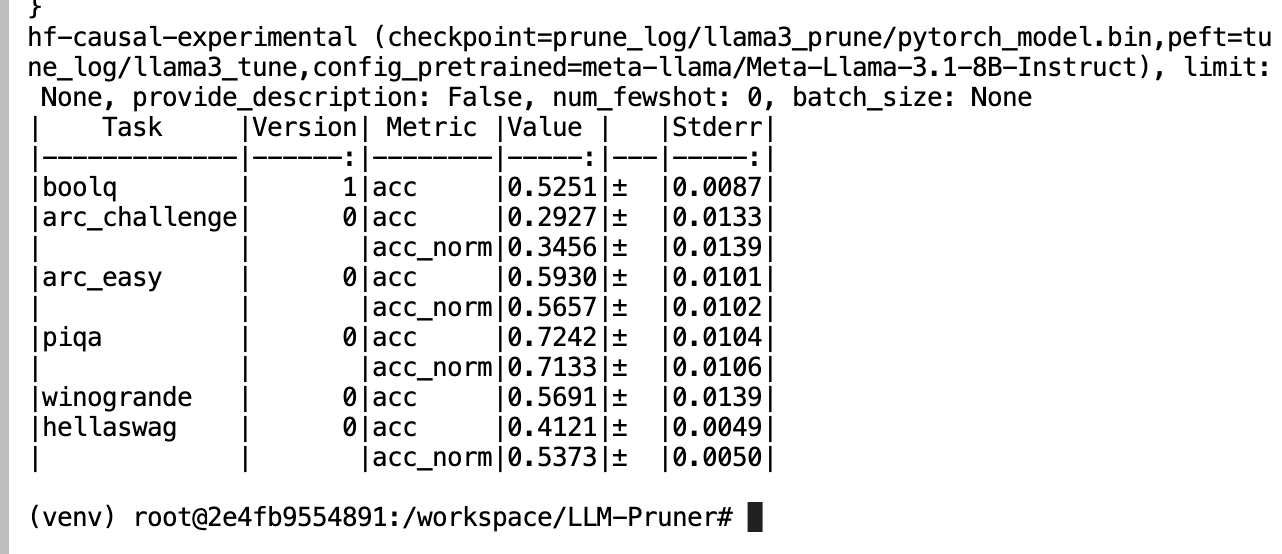 }
hf-causal-experimental (checkpoint=prune_log/llama3_prune/pytorch_model.bin,peft=tu
ne_log/llama3_tune,config_pretrained=meta-llama/Meta-Llama-3.1-8B-Instruct), limit:
 None, provide_description: False, num_fewshot: 0, batch_size: None
|    Task     |Version| Metric |Value |   |Stderr|
|-------------|------:|--------|-----:|---|-----:|
|boolq        |      1|acc     |0.5251|±  |0.0087|
|arc_challenge|      0|acc     |0.2927|±  |0.0133|
|             |       |acc_norm|0.3456|±  |0.0139|
|arc_easy     |      0|acc     |0.5930|±  |0.0101|
|             |       |acc_norm|0.5657|±  |0.0102|
|piqa         |      0|acc     |0.7242|±  |0.0104|
|             |       |acc_norm|0.7133|±  |0.0106|
|winogrande   |      0|acc     |0.5691|±  |0.0139|
|hellaswag    |      0|acc     |0.4121|±  |0.0049|
|             |       |acc_norm|0.5373|±  |0.0050|
(venv) root@2e4fb9554891:/workspace/LLM-Pruner#